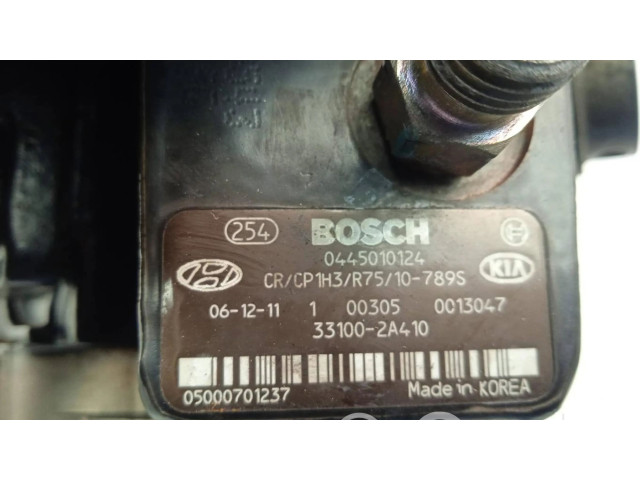 254 BOSCH
0445010124
CR/CP1H3/R75/10-789S KIA
06-12-11 1 00305 0013047
33100-2A410
05000701237 Made in KOREA